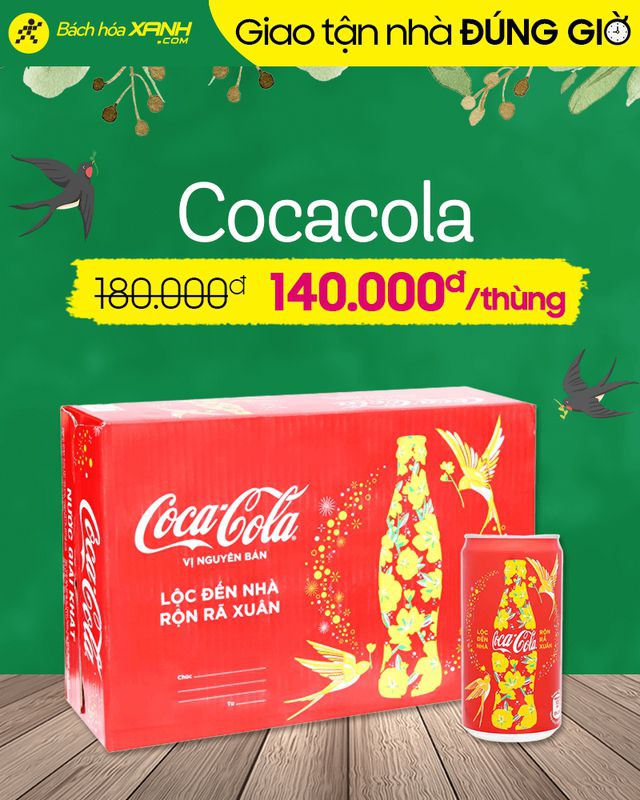 Bách hóa XANH
.COM
Giao tận nhà ĐÚNG GIỜ
Cocacola
180.000đ 140.000đ/thùng
Coca-Cola
VỊ NGUYÊN BẢN
LỘC ĐẾN NHÀ
RỘN RÃ XUÂN
Chúc
Từ
NƯỚC GIẢI KHÁT
Coca-Cola
LỘC
ĐẾN
NHÀ
Coca-Cola
RỘN
RÃ
XUÂN